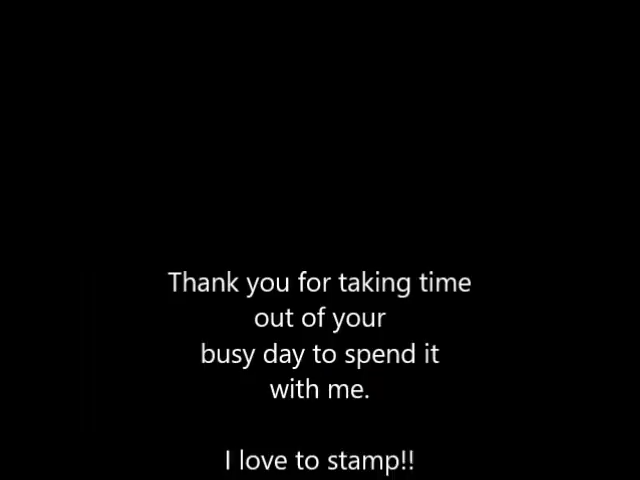 Thank you for taking time
out of your
busy day to spend it
with me.
I love to stamp!!